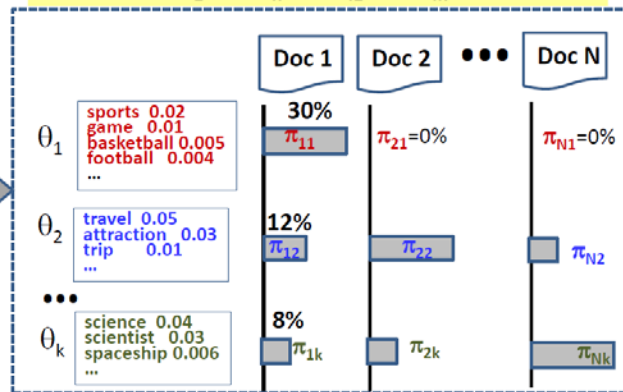 Doc 1 Doc 2 ••• Doc N
θ1
sports 0.02
game 0.01
basketball 0.005
football 0.004
...
30%
π11
π21=0%
πN1=0%
θ2
travel 0.05
attraction 0.03
trip 0.01
...
12%
π12
π22
πN2
•••
θk
science 0.04
scientist 0.03
spaceship 0.006
...
8%
π1k
π2k
πNk